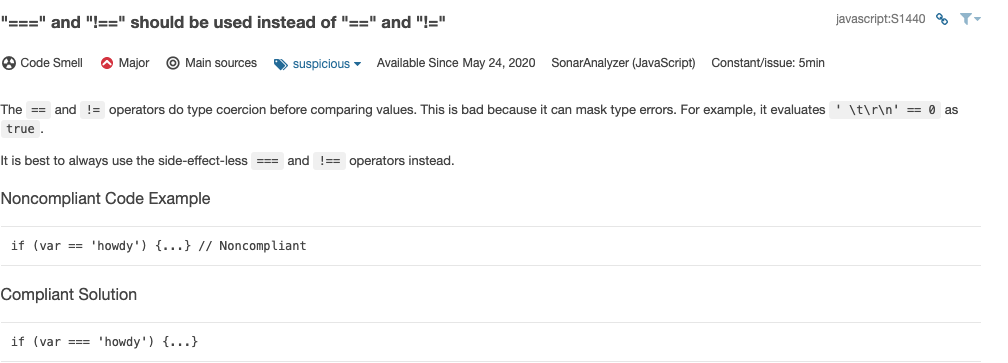 "===" and "!==" should be used instead of "==" and "!=" javascript:S1440
Code Smell Major Main sources suspicious Available Since May 24, 2020 SonarAnalyzer (JavaScript) Constant/issue: 5min
The == and != operators do type coercion before comparing values. This is bad because it can mask type errors. For example, it evaluates ' \t\r\n' == 0 as
true .
It is best to always use the side-effect-less === and !== operators instead.
Noncompliant Code Example
if (var == 'howdy') {...} // Noncompliant
Compliant Solution
if (var === 'howdy') {...}